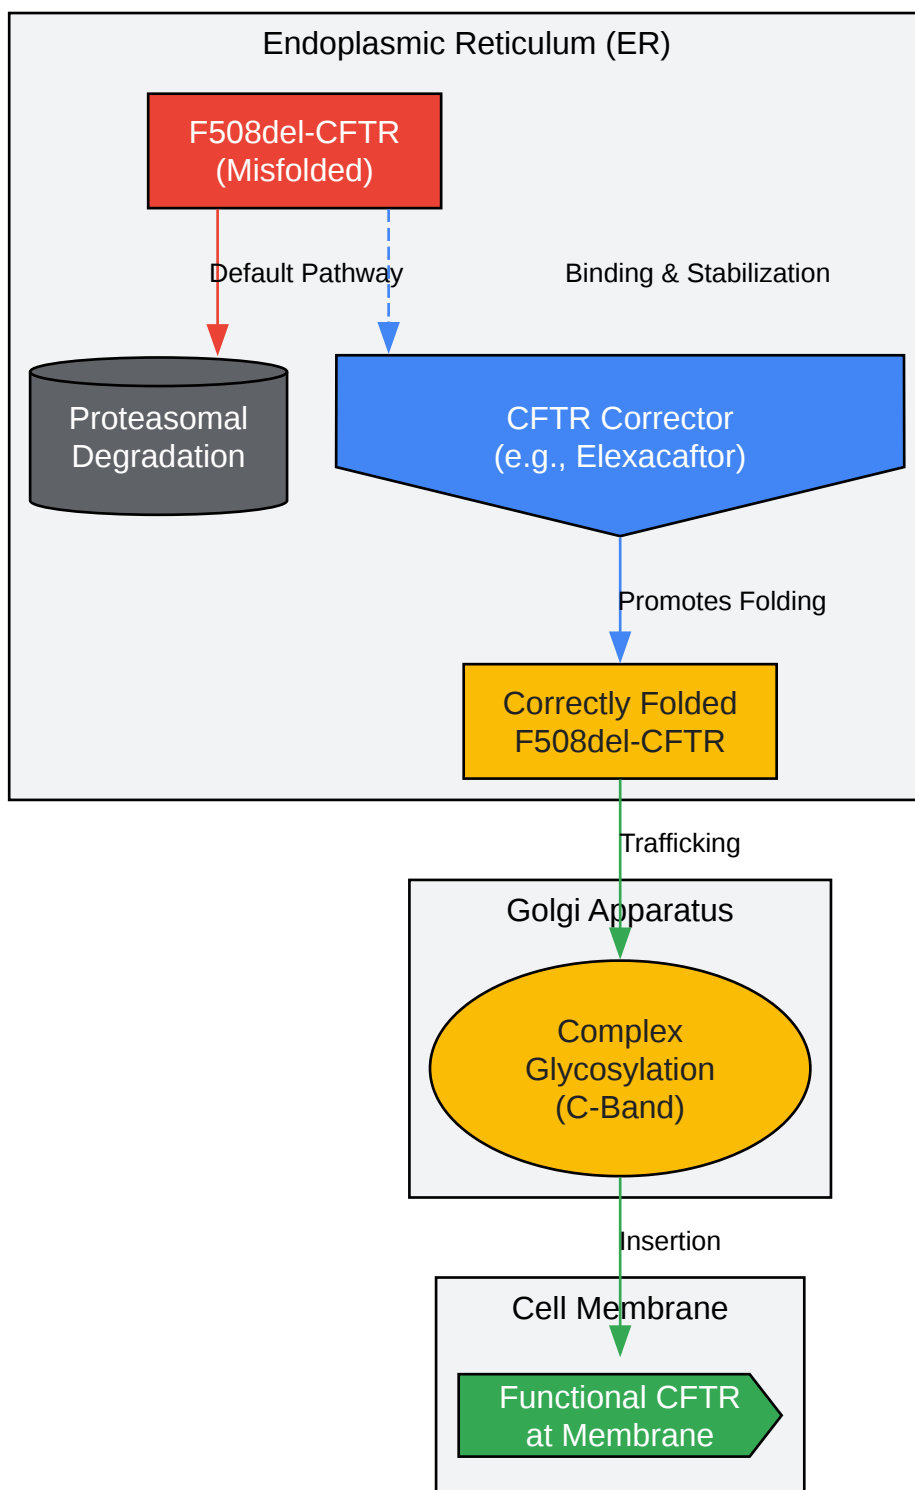 Endoplasmic Reticulum (ER)
F508del-CFTR
(Misfolded)
Default Pathway
Binding & Stabilization
Proteasomal
Degradation
CFTR Corrector
(e.g., Elexacaftor)
Promotes Folding
Correctly Folded
F508del-CFTR
Trafficking
Golgi Apparatus
Complex
Glycosylation
(C-Band)
Insertion
Cell Membrane
Functional CFTR
at Membrane